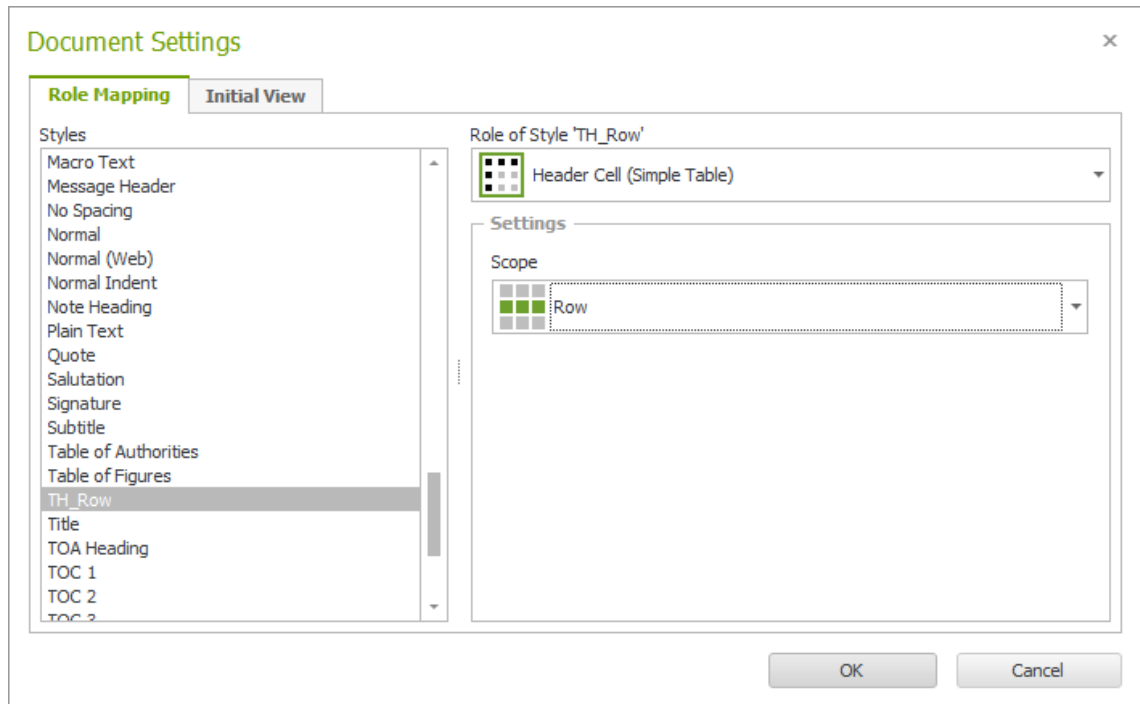 Document Settings
Role Mapping
Initial View
Styles
Macro Text
Message Header
No Spacing
Normal
Normal (Web)
Normal Indent
Note Heading
Plain Text
Quote
Salutation
Signature
Subtitle
Table of Authorities
Table of Figures
TH_Row
Title
TOA Heading
TOC 1
TOC 2
TOC 3
Role of Style 'TH_Row'
Header Cell (Simple Table)
Settings
Scope
Row
OK
Cancel